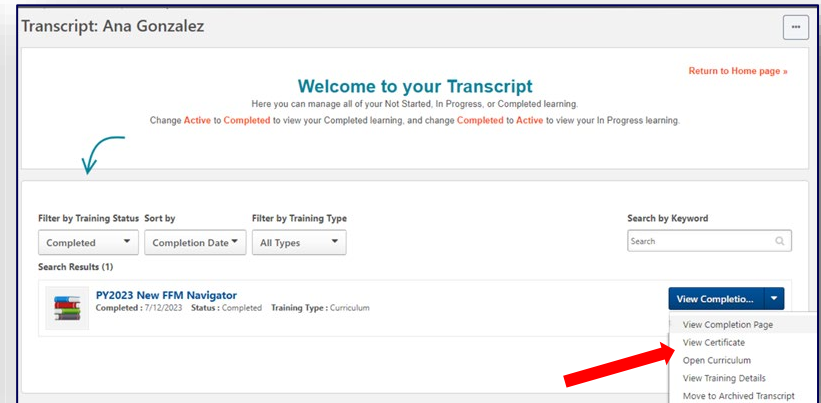 Transcript: Ana Gonzalez
Return to Home page »
Welcome to your Transcript
Here you can manage all of your Not Started, In Progress, or Completed learning.
Change Active to Completed to view your Completed learning, and change Completed to Active to view your In Progress learning.
Filter by Training Status Sort by Filter by Training Type Search by Keyword
Completed Completion Date All Types Search
Search Results (1)
PY2023 New FFM Navigator View Completio...
Completed : 7/12/2023 Status : Completed Training Type : Curriculum
View Completion Page
View Certificate
Open Curriculum
View Training Details
Move to Archived Transcript